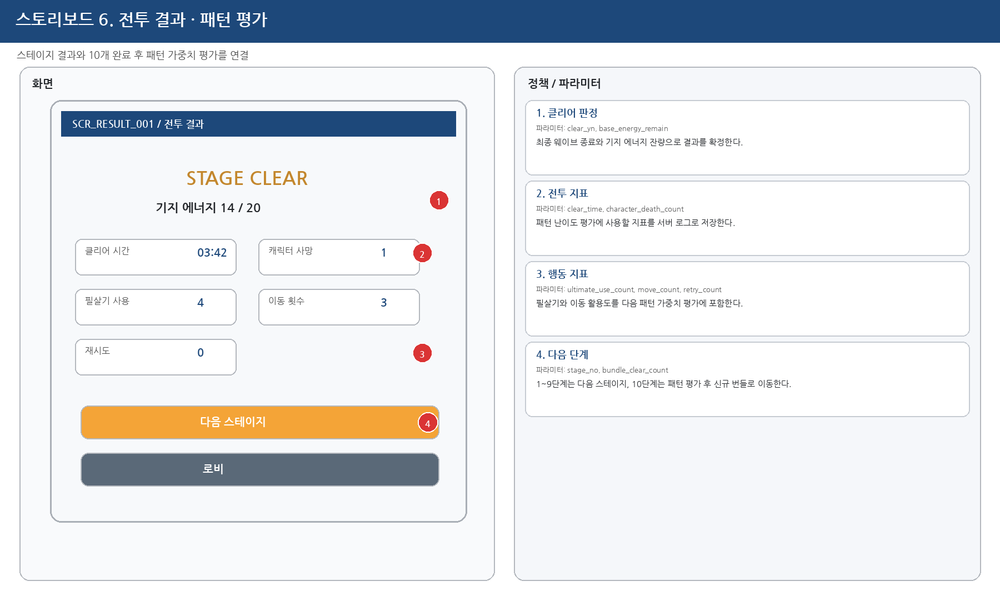 스토리보드 6. 전투 결과 · 패턴 평가
스테이지 결과와 10개 완료 후 패턴 가중치 평가를 연결
화면
SCR_RESULT_001 / 전투 결과
STAGE CLEAR
기지 에너지 14 / 20
1
클리어 시간 03:42
캐릭터 사망 1
2
필살기 사용 4
이동 횟수 3
재시도 0
3
다음 스테이지
4
로비
정책 / 파라미터
1. 클리어 판정
파라미터: clear_yn, base_energy_remain
최종 웨이브 종료와 기지 에너지 잔량으로 결과를 확정한다.
2. 전투 지표
파라미터: clear_time, character_death_count
패턴 난이도 평가에 사용할 지표를 서버 로그로 저장한다.
3. 행동 지표
파라미터: ultimate_use_count, move_count, retry_count
필살기와 이동 활용도를 다음 패턴 가중치 평가에 포함한다.
4. 다음 단계
파라미터: stage_no, bundle_clear_count
1~9단계는 다음 스테이지, 10단계는 패턴 평가 후 신규 번들로 이동한다.